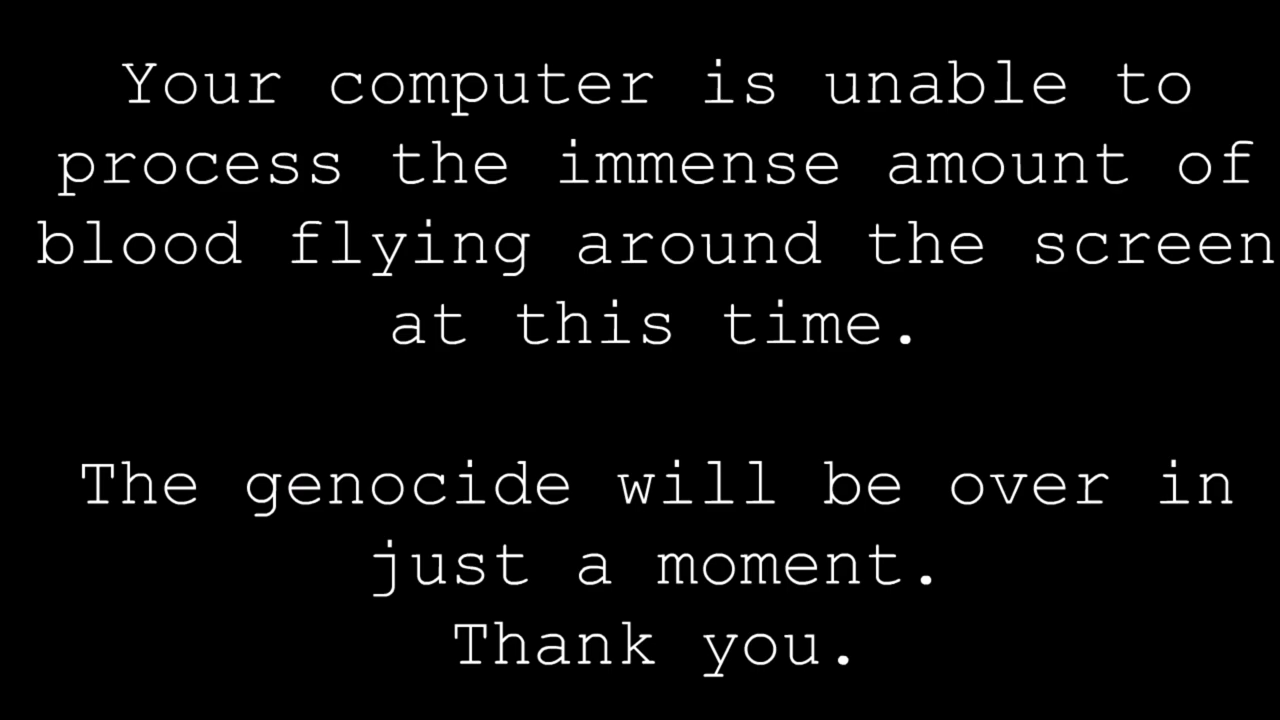 Your computer is unable to
process the immense amount of
blood flying around the screen
at this time.
The genocide will be over in
just a moment.
Thank you.